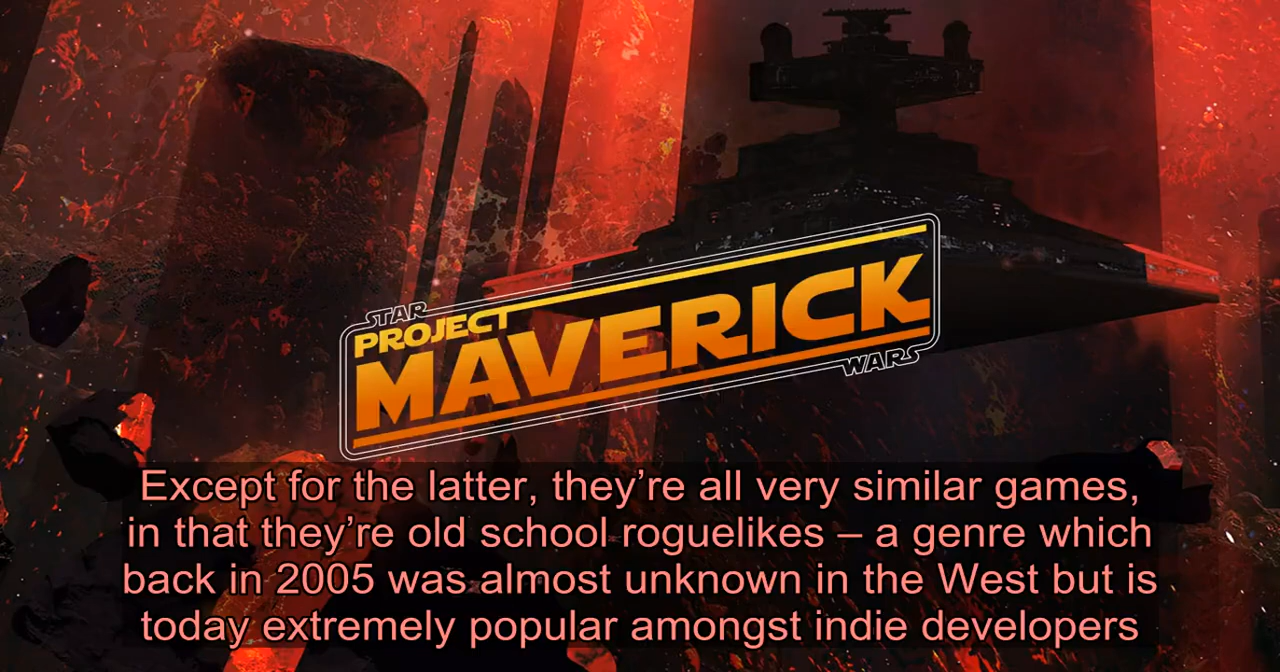 STAR
PROJECT
MAVERICK
WARS
Except for the latter, they’re all very similar games,
in that they’re old school roguelikes – a genre which
back in 2005 was almost unknown in the West but is
today extremely popular amongst indie developers